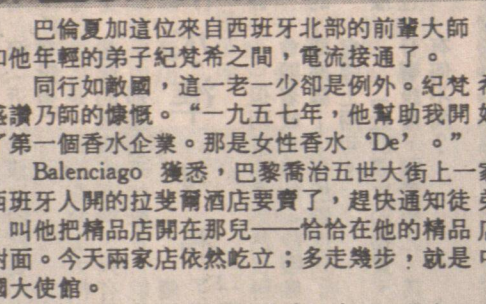 巴倫夏加這位來自西班牙北部的前輩大師
和他年輕的弟子紀梵希之間，電流接通了。
同行如敵國，這一老一少卻是例外。紀梵希
盛讚乃師的慷慨。“一九五七年，他幫助我開始
了第一個香水企業。那是女性香水‘De’。”
Balenciago 獲悉，巴黎喬治五世大街上一家
西班牙人開的拉斐爾酒店要賣了，趕快通知徒弟
，叫他把精品店開在那兒——恰恰在他的精品店
對面。今天兩家店依然屹立；多走幾步，就是中
國大使館。